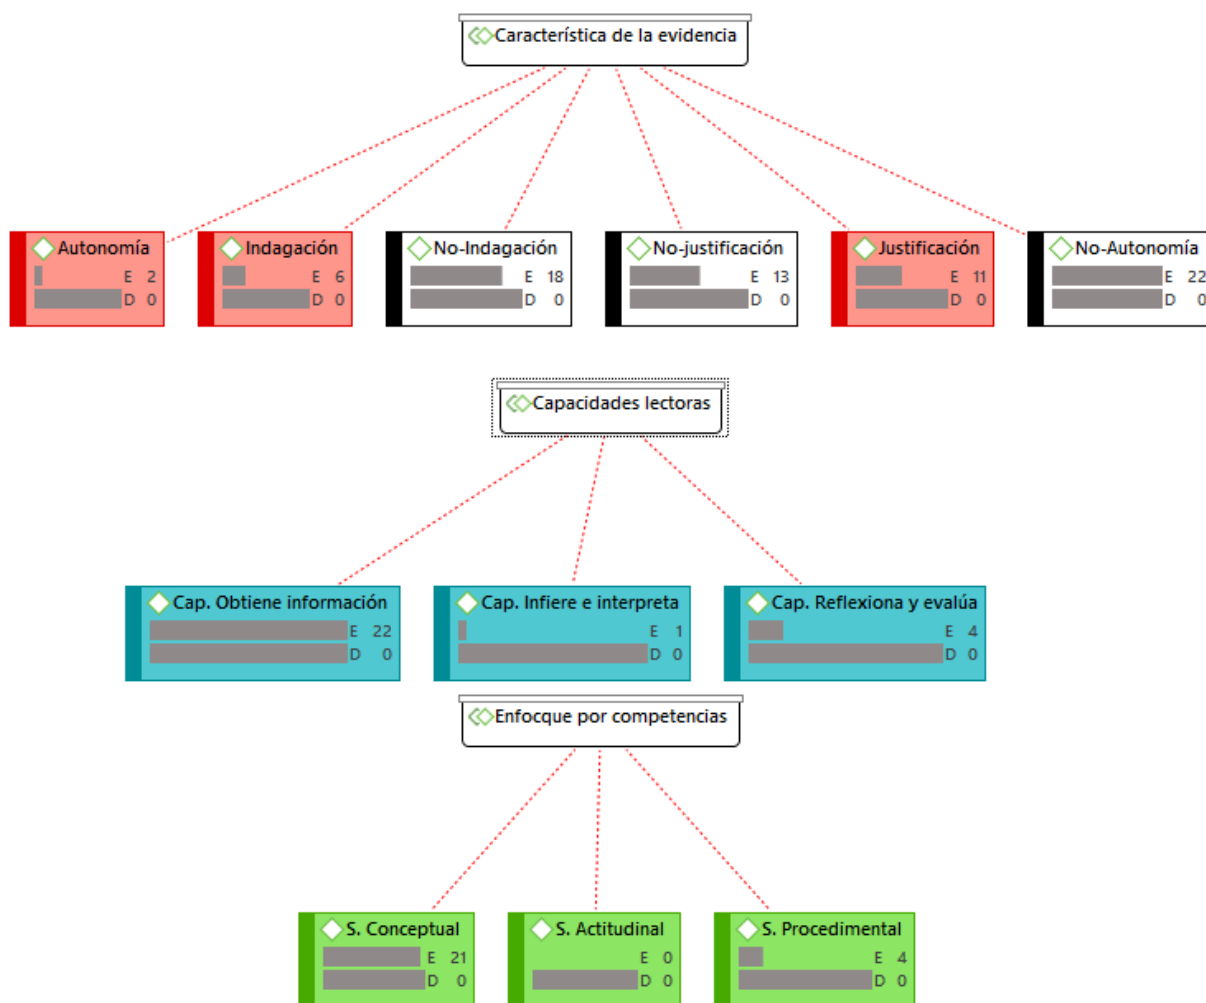 Característica de la evidencia
Autonomía
E 2
D 0
Indagación
E 6
D 0
No-Indagación
E 18
D 0
No-justificación
E 13
D 0
Justificación
E 11
D 0
No-Autonomía
E 22
D 0
Capacidades lectoras
Cap. Obtiene información
E 22
D 0
Cap. Infiere e interpreta
E 1
D 0
Cap. Reflexiona y evalúa
E 4
D 0
Enfocque por competencias
S. Conceptual
E 21
D 0
S. Actitudinal
E 0
D 0
S. Procedimental
E 4
D 0